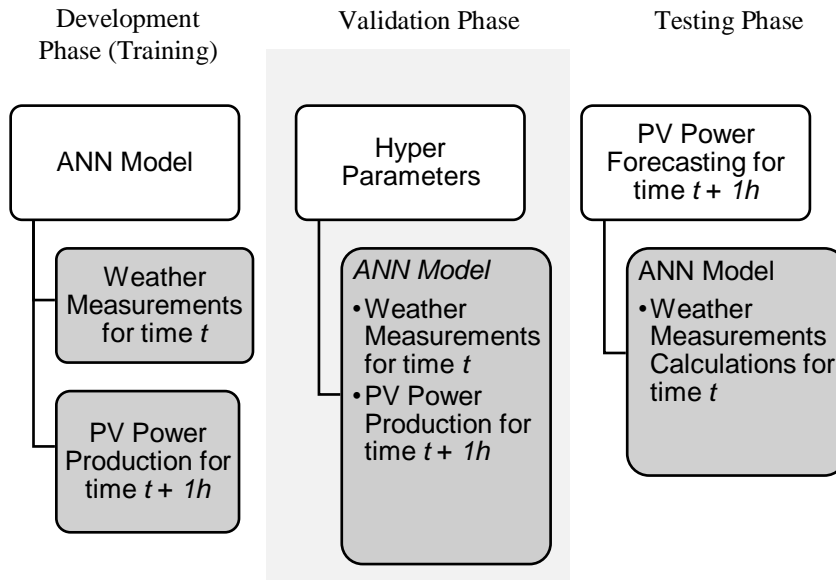 Development
Phase (Training)
ANN Model
Weather
Measurements
for time t
PV Power
Production for
time t + 1h
Validation Phase
Hyper
Parameters
ANN Model
•Weather
Measurements
for time t
•PV Power
Production for
time t + 1h
Testing Phase
PV Power
Forecasting for
time t + 1h
ANN Model
•Weather
Measurements
Calculations for
time t